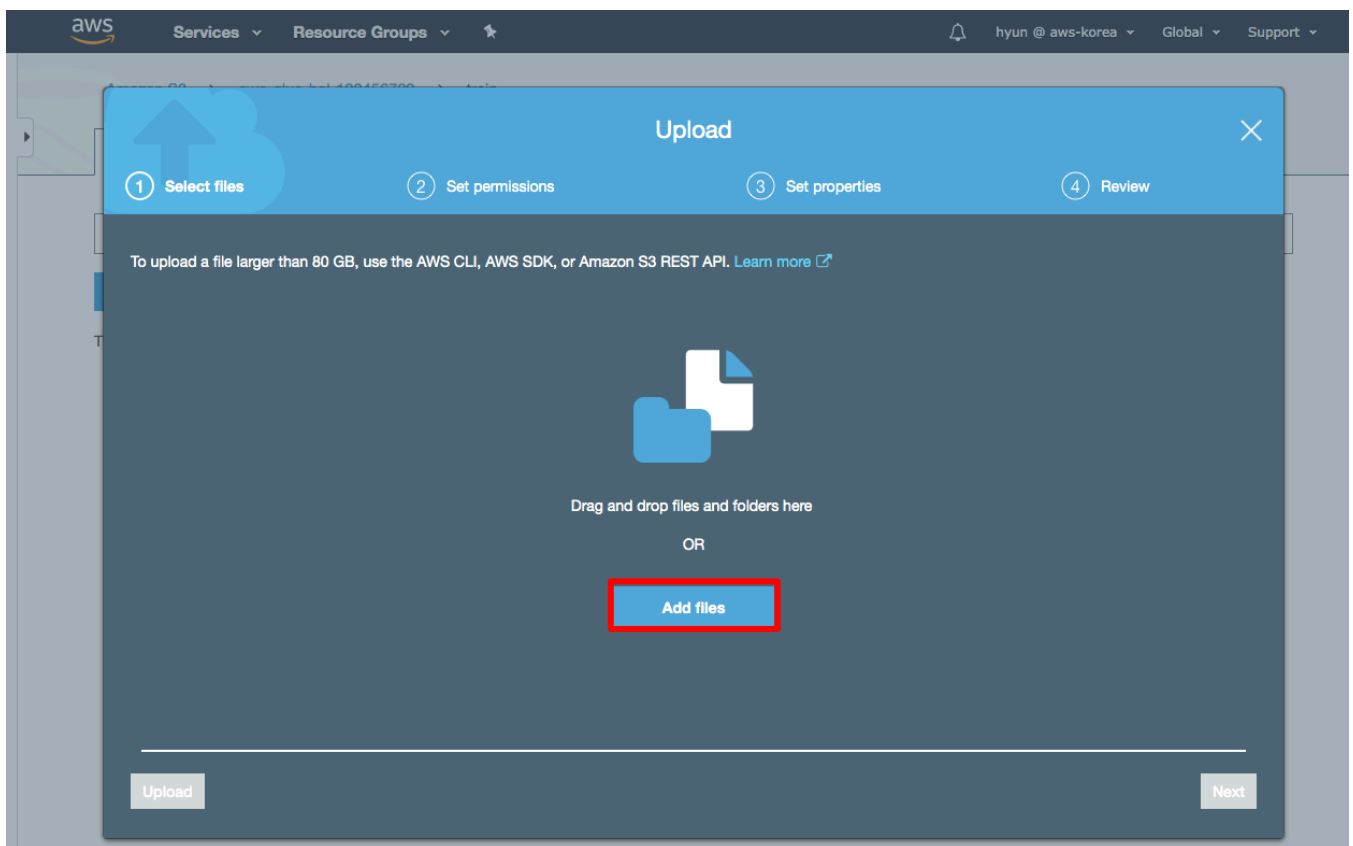 aws Services Resource Groups hyun @ aws-korea Global Support
Upload
1 Select files 2 Set permissions 3 Set properties 4 Review
To upload a file larger than 80 GB, use the AWS CLI, AWS SDK, or Amazon S3 REST API. Learn more
T
Drag and drop files and folders here
OR
Add files
Upload Next